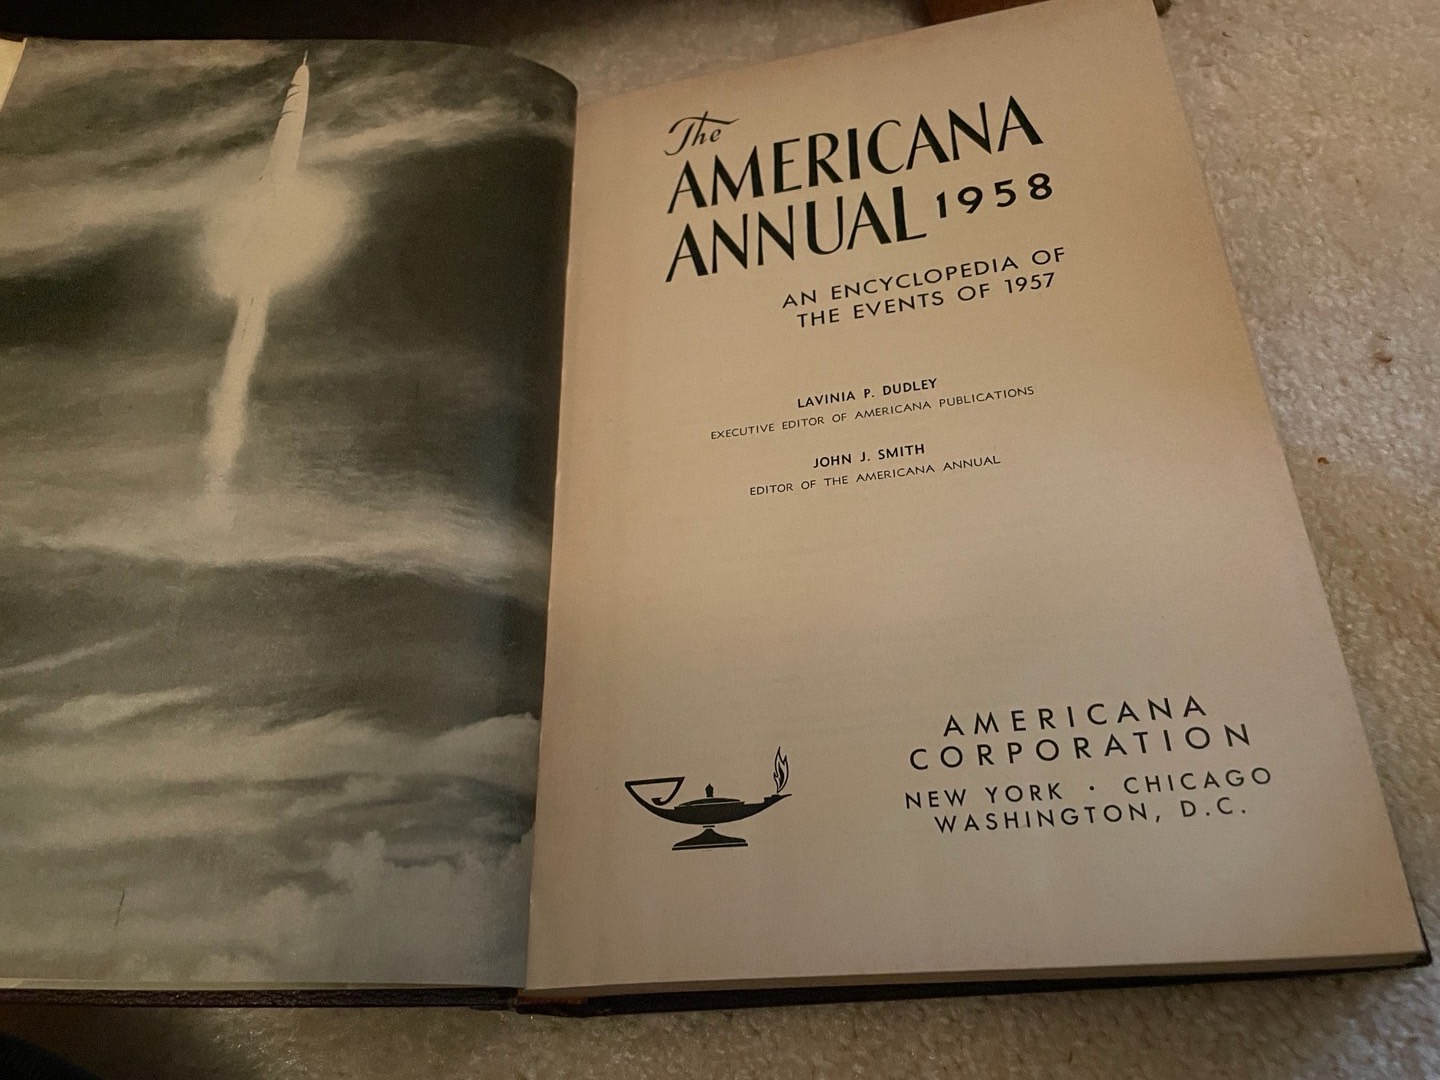 The
AMERICANA
ANNUAL 1958
AN ENCYCLOPEDIA OF
THE EVENTS OF 1957
LAVINIA P. DUDLEY
EXECUTIVE EDITOR OF AMERICANA PUBLICATIONS
JOHN J. SMITH
EDITOR OF THE AMERICANA ANNUAL
AMERICANA
CORPORATION
NEW YORK · CHICAGO
WASHINGTON, D.C.